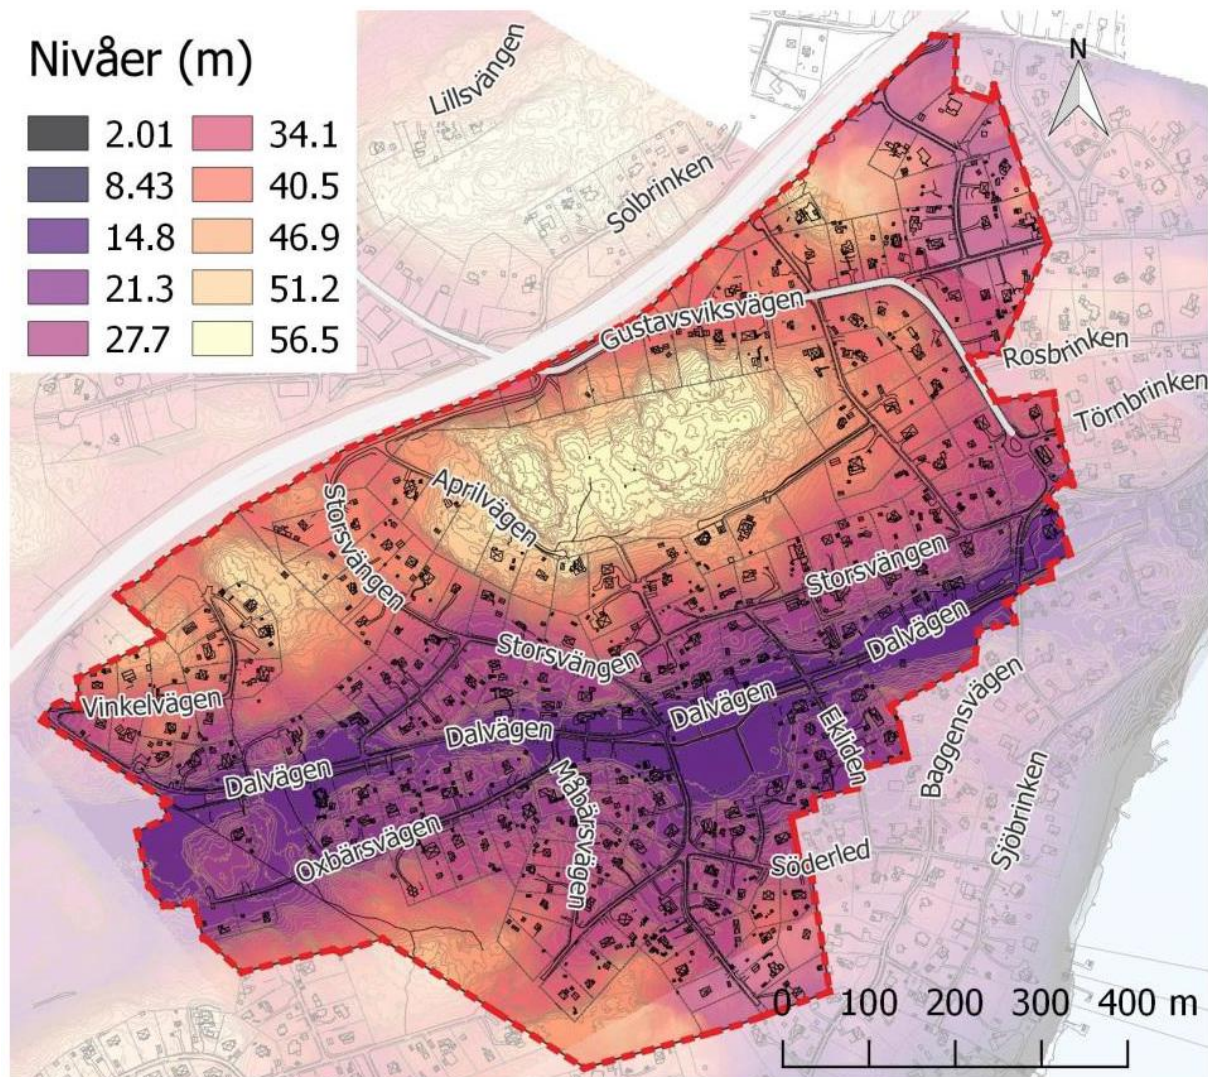 Nivåer (m)
2.01 34.1
8.43 40.5
14.8 46.9
21.3 51.2
27.7 56.5
N
Lillsvängen
Solbrinken
Gustavsviksvägen
Rosbrinken
Törnbrinken
Aprilvägen
Storsvängen
Storsvängen
Storsvängen
Dalvägen
Vinkelvägen
Dalvägen
Dalvägen
Dalvägen
Ekliden
Baggensvägen
Sjöbrinken
Måbärsvägen
Oxbärsvägen
Söderled
0 100 200 300 400 m